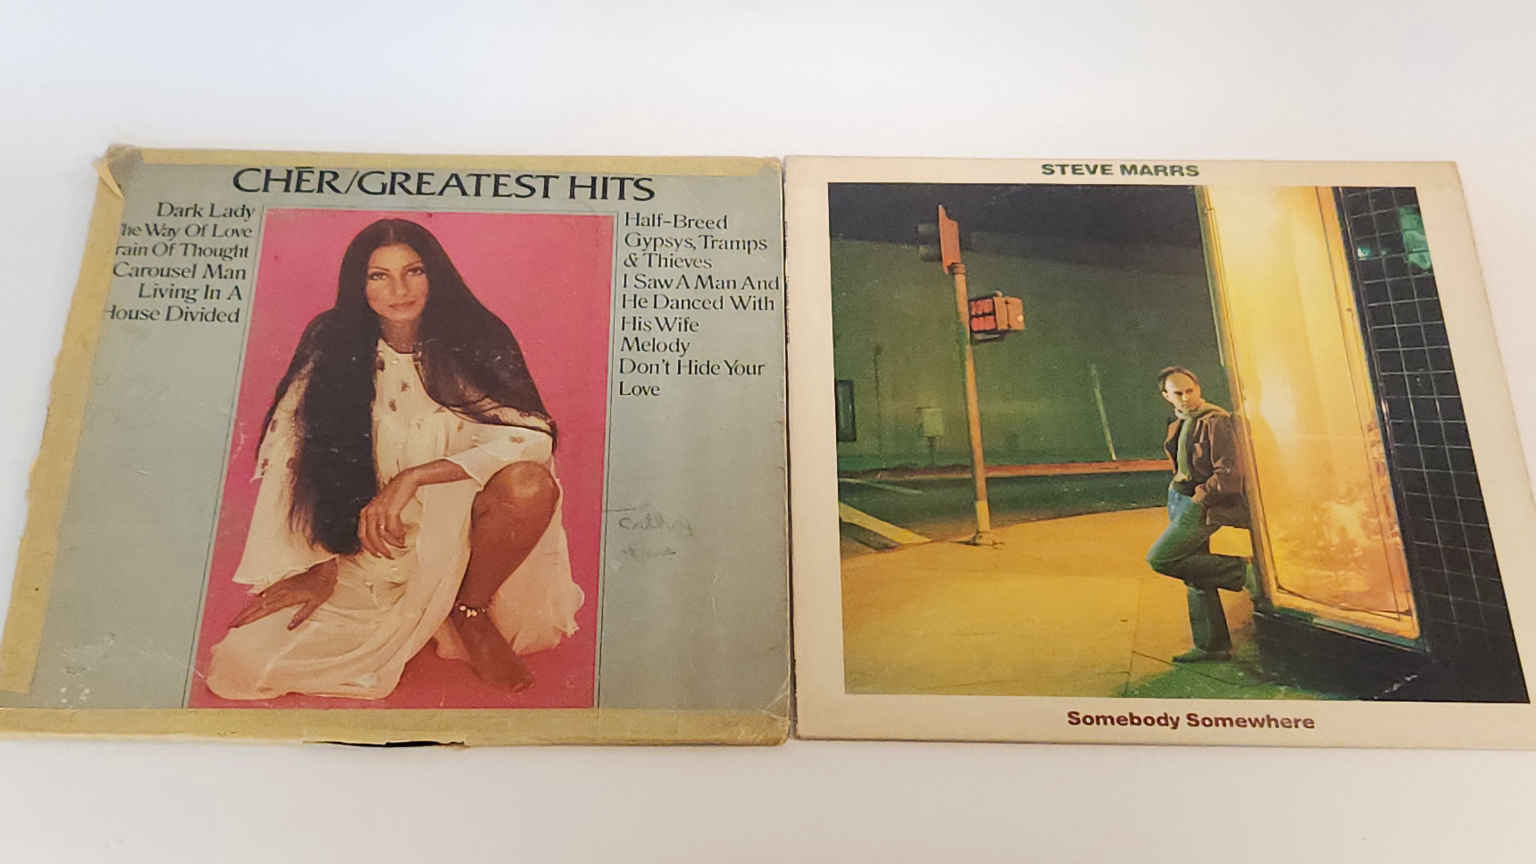 CHĒR/GREATEST HITS
Dark Lady
he Way Of Love
rain Of Thought
Carousel Man
Living In A
House Divided
Half-Breed
Gypsys, Tramps
& Thieves
I Saw A Man And
He Danced With
His Wife
Melody
Don't Hide Your
Love
STEVE MARRS
Somebody Somewhere